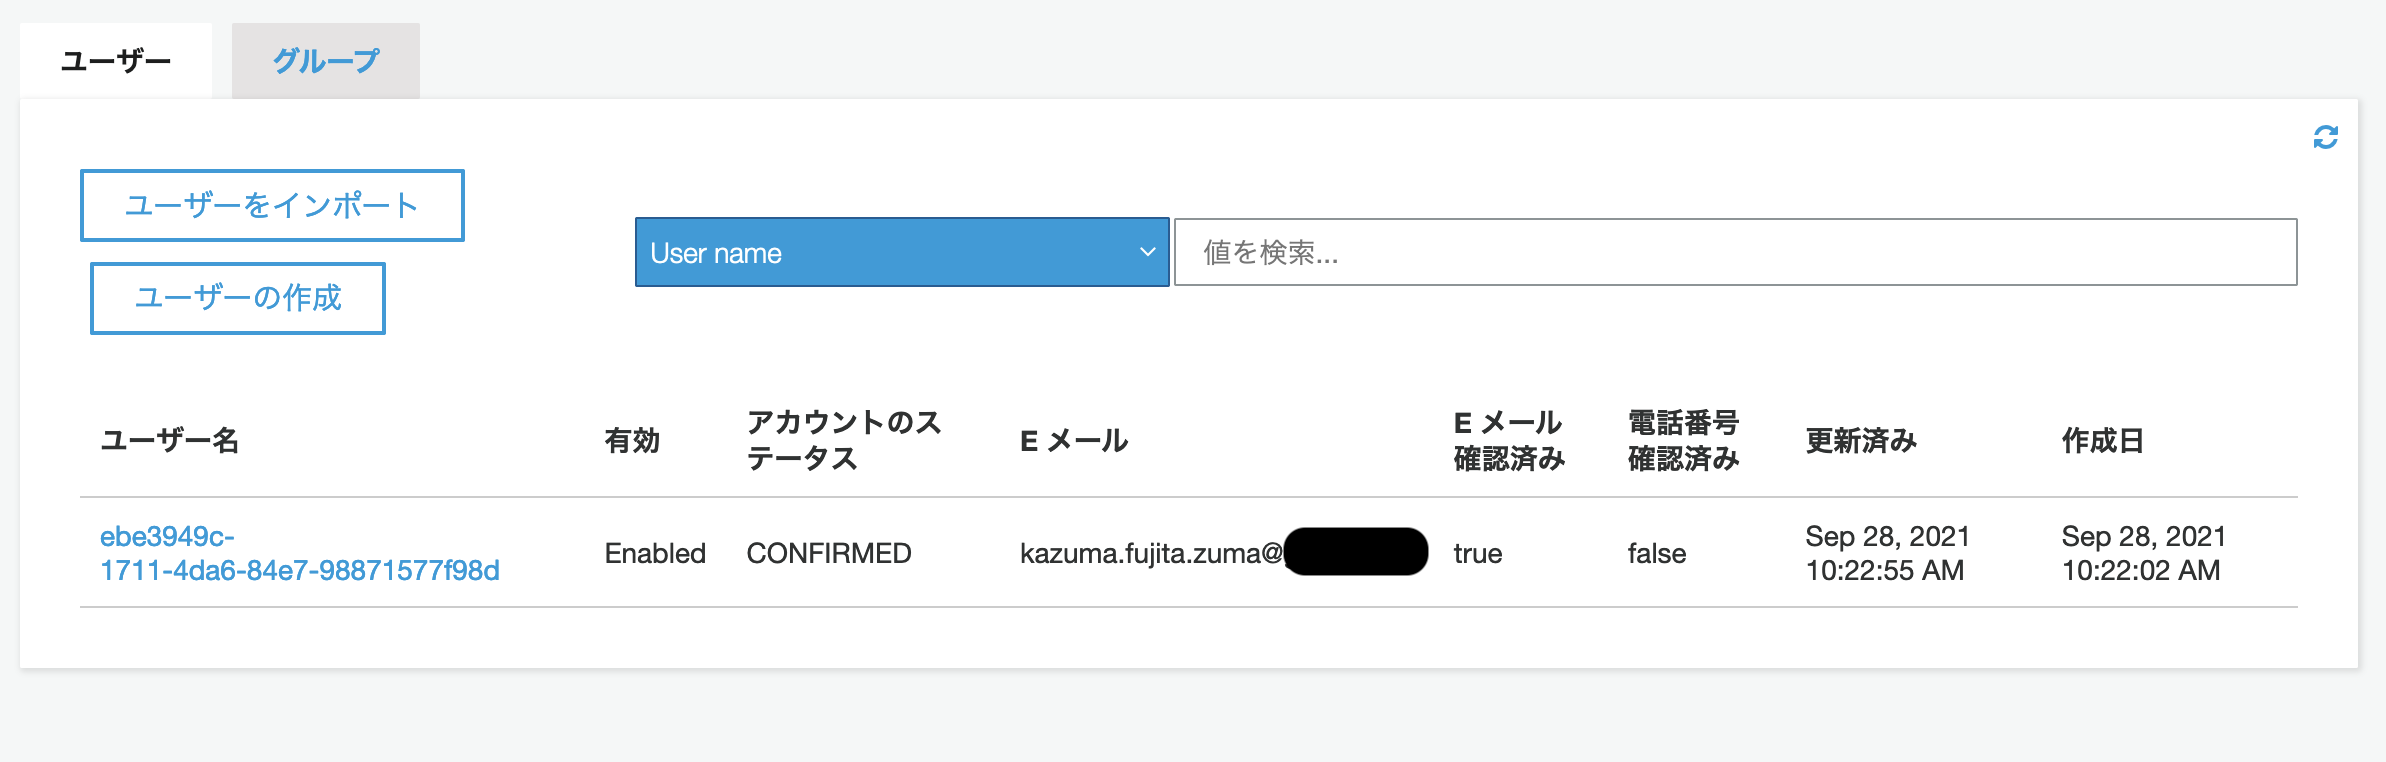 ユーザー
グループ
ユーザーをインポート
ユーザーの作成
User name
値を検索...
ユーザー名
有効
アカウントのス
テータス
E メール
E メール
確認済み
電話番号
確認済み
更新済み
作成日
ebe3949c-
1711-4da6-84e7-98871577f98d
Enabled
CONFIRMED
kazuma.fujita.zuma@
true
false
Sep 28, 2021
10:22:55 AM
Sep 28, 2021
10:22:02 AM